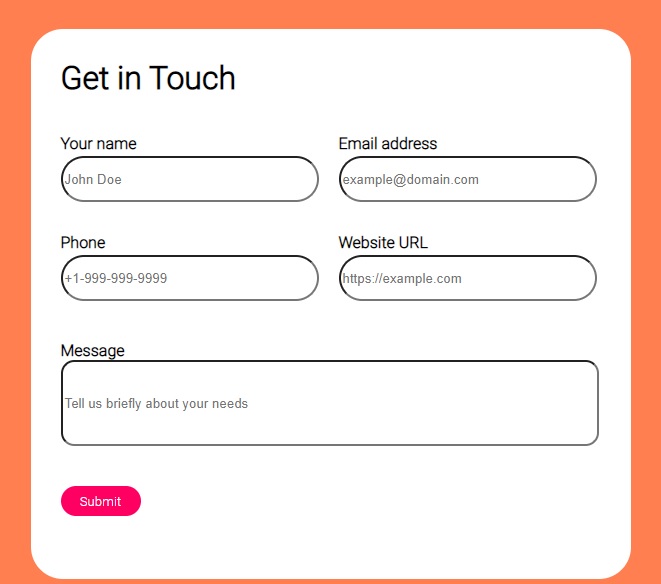 Get in Touch
Your name
Email address
John Doe
example@domain.com
Phone
Website URL
+1-999-999-9999
https://example.com
Message
Tell us briefly about your needs
Submit